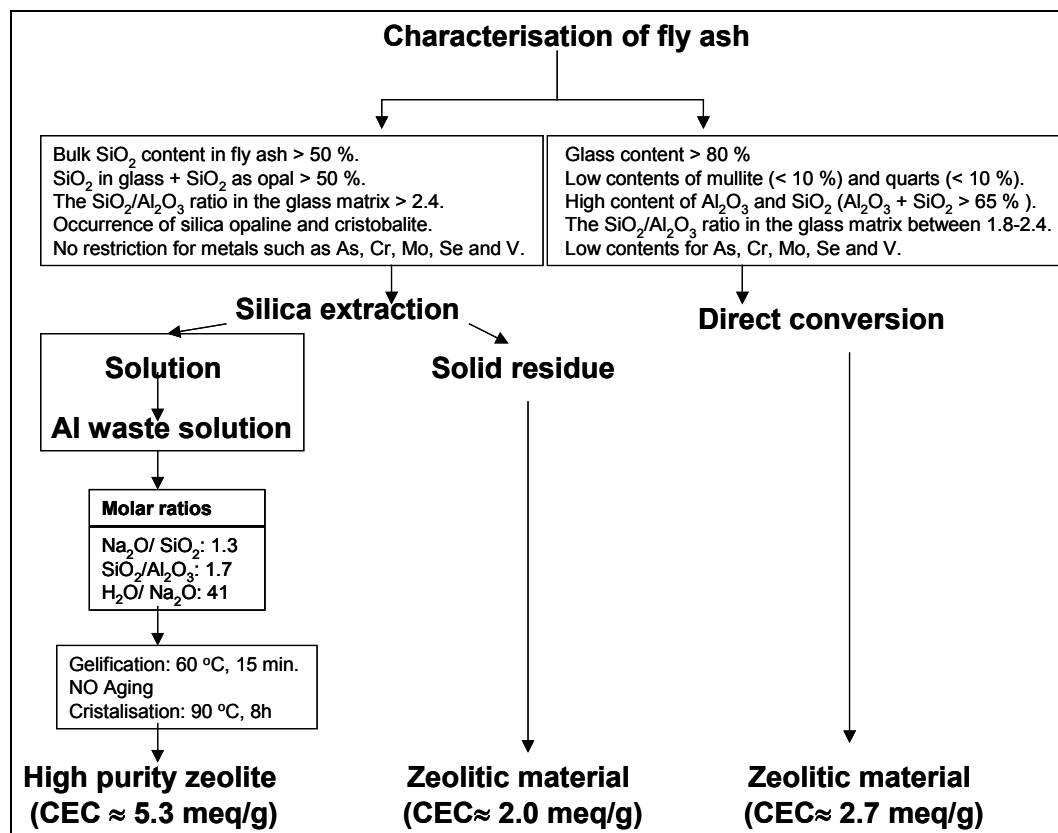 Characterisation of fly ash
Bulk SiO₂ content in fly ash > 50 %.
SiO₂ in glass + SiO₂ as opal > 50 %.
The SiO₂/Al₂O₃ ratio in the glass matrix > 2.4.
Occurrence of silica opaline and cristobalite.
No restriction for metals such as As, Cr, Mo, Se and V.
Glass content > 80 %
Low contents of mullite (< 10 %) and quarts (< 10 %).
High content of Al₂O₃ and SiO₂ (Al₂O₃ + SiO₂ > 65 % ).
The SiO₂/Al₂O₃ ratio in the glass matrix between 1.8-2.4.
Low contents for As, Cr, Mo, Se and V.
Silica extraction
Direct conversion
Solution
Solid residue
Al waste solution
Molar ratios
Na₂O/ SiO₂: 1.3
SiO₂/Al₂O₃: 1.7
H₂O/ Na₂O: 41
Gelification: 60 ºC, 15 min.
NO Aging
Cristalisation: 90 ºC, 8h
High purity zeolite
(CEC ≈ 5.3 meq/g)
Zeolitic material
(CEC≈ 2.0 meq/g)
Zeolitic material
(CEC≈ 2.7 meq/g)